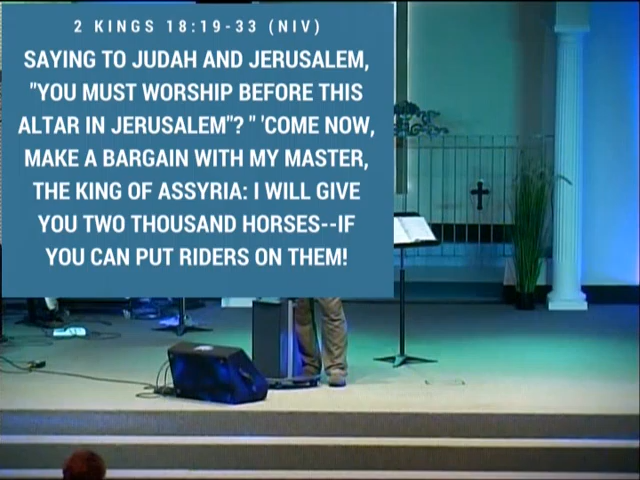 2 KINGS 18:19-33 (NIV)
SAYING TO JUDAH AND JERUSALEM,
"YOU MUST WORSHIP BEFORE THIS
ALTAR IN JERUSALEM"? " 'COME NOW,
MAKE A BARGAIN WITH MY MASTER,
THE KING OF ASSYRIA: I WILL GIVE
YOU TWO THOUSAND HORSES--IF
YOU CAN PUT RIDERS ON THEM!